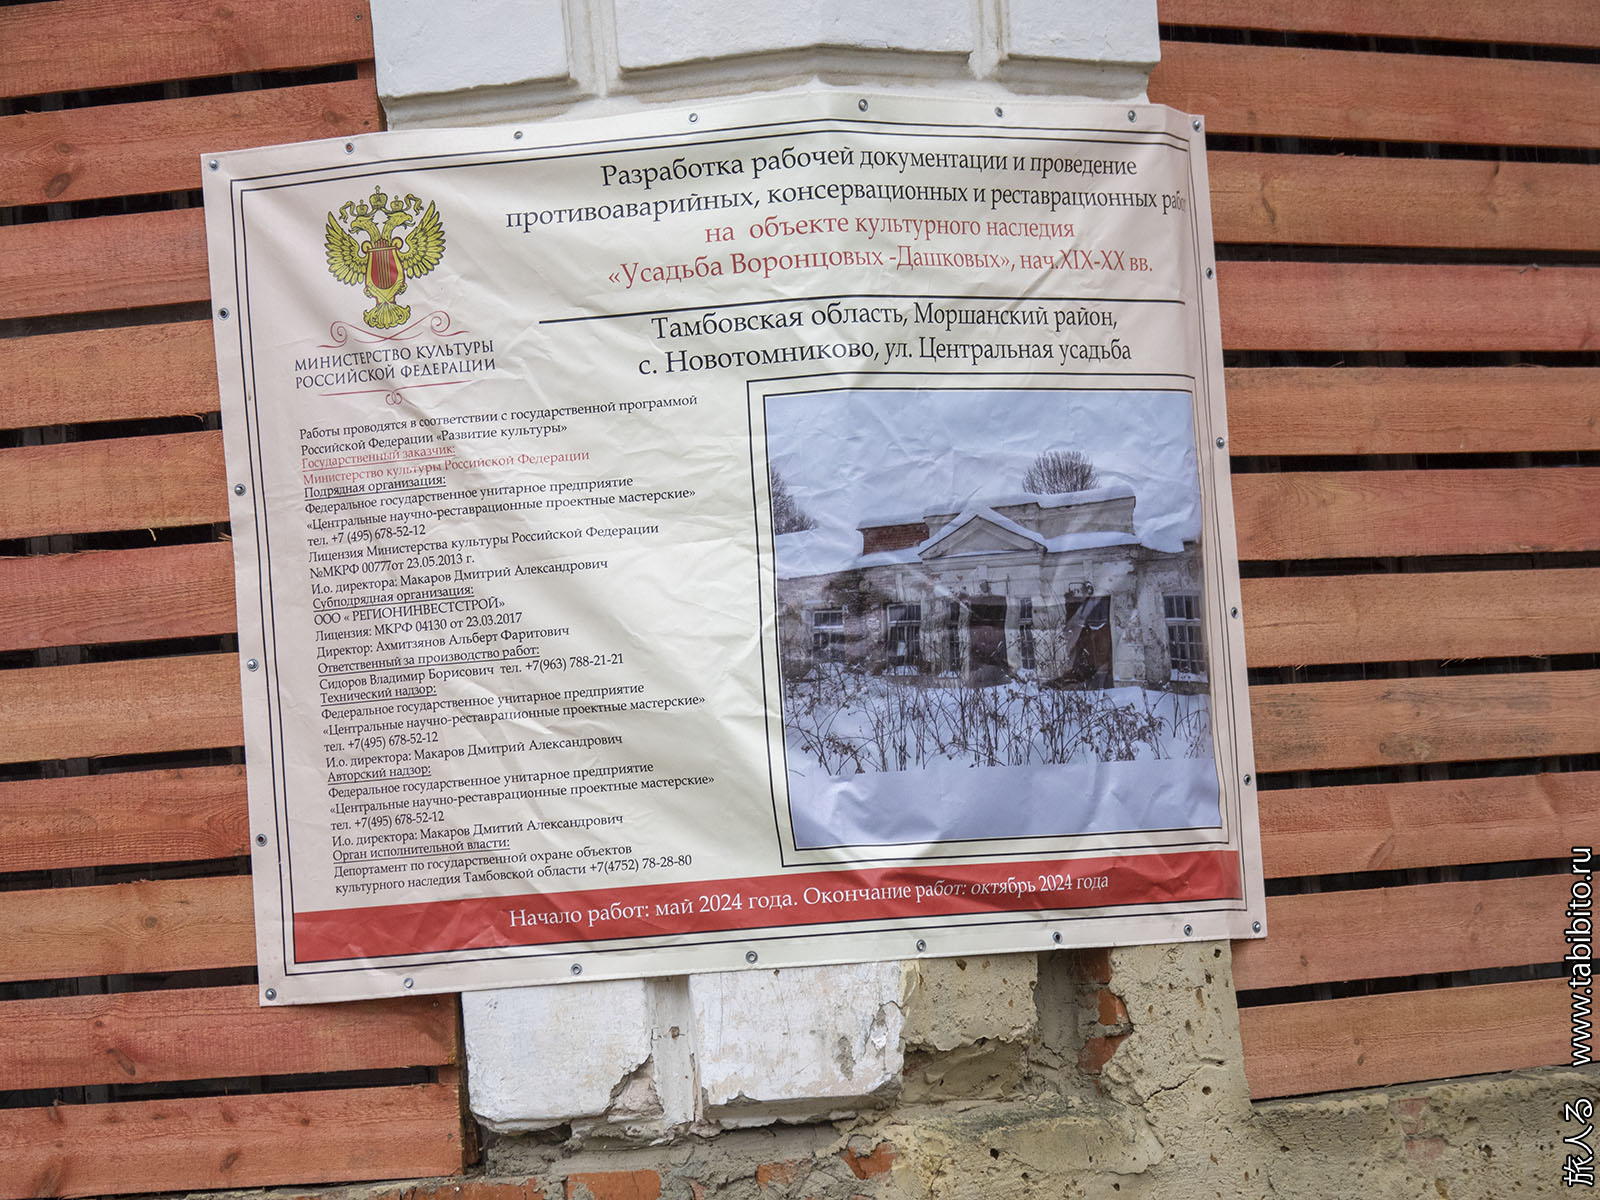 Разработка рабочей документации и проведение
противоаварийных, консервационных и реставрационных рабо
на объекте культурного наследия
«Усадьба Воронцовых -Дашковых», нач.XIX-XX вв.
Тамбовская область, Моршанский район,
с. Новотомниково, ул. Центральная усадьба
МИНИСТЕРСТВО КУЛЬТУРЫ
РОССИЙСКОЙ ФЕДЕРАЦИИ
Работы проводятся в соответствии с государственной программой
Российской Федерации «Развитие культуры»
Государственный заказчик:
Министерство культуры Российской Федерации
Подрядная организация:
Федеральное государственное унитарное предприятие
«Центральные научно-реставрационные проектные мастерские»
тел. +7 (495) 678-52-12
Лицензия Министерства культуры Российской Федерации
№МКРФ 00777от 23.05.2013 г.
И.о. директора: Макаров Дмитрий Александрович
Субподрядная организация:
ООО « РЕГИОНИНВЕСТСТРОЙ»
Лицензия: МКРФ 04130 от 23.03.2017
Директор: Ахмитзянов Альберт Фаритович
Ответственный за производство работ:
Сидоров Владимир Борисович тел. +7(963) 788-21-21
Технический надзор:
Федеральное государственное унитарное предприятие
«Центральные научно-реставрационные проектные мастерские»
тел. +7(495) 678-52-12
И.о. директора: Макаров Дмитрий Александрович
Авторский надзор:
Федеральное государственное унитарное предприятие
«Центральные научно-реставрационные проектные мастерские»
тел. +7(495) 678-52-12
И.о. директора: Макаров Дмитий Александрович
Орган исполнительной власти:
Депортамент по государственной охране объектов
культурного наследия Тамбовской области +7(4752) 78-28-80
Начало работ: май 2024 года. Окончание работ: октябрь 2024 года
旅人る www.tabibito.ru